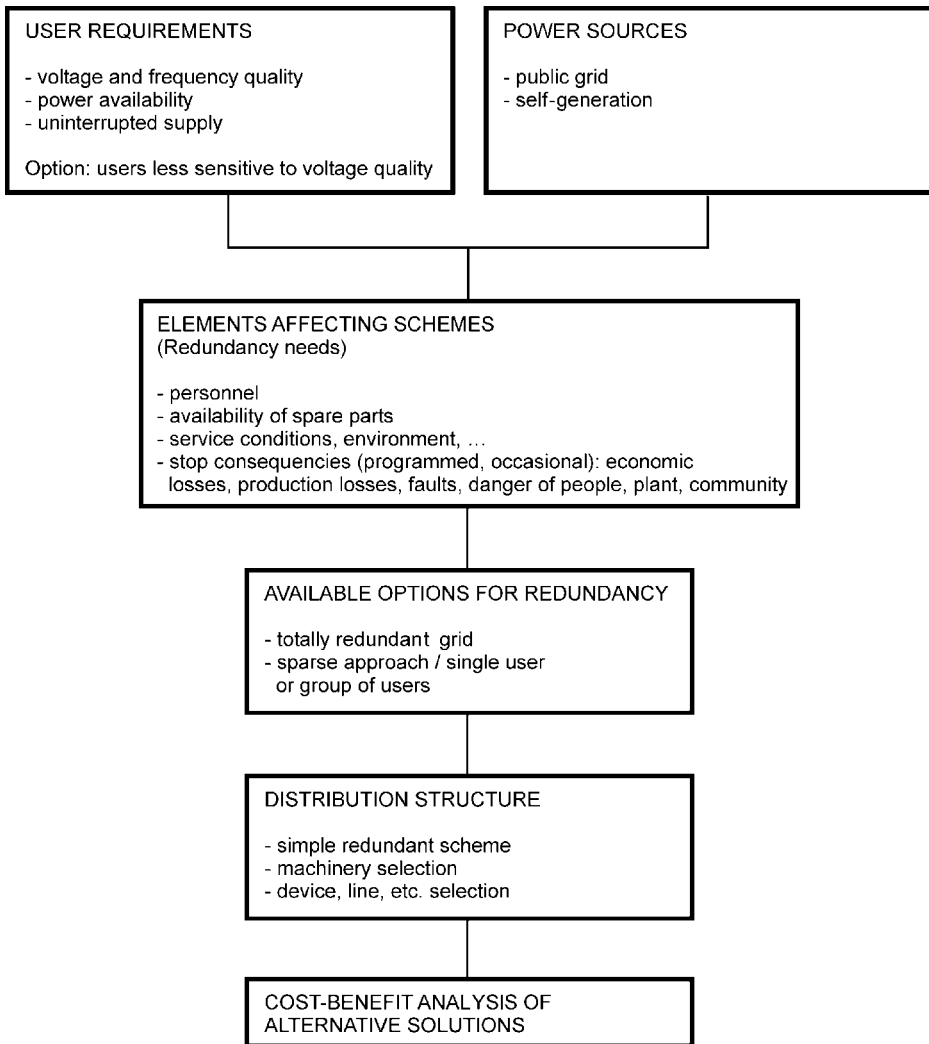 USER REQUIREMENTS
- voltage and frequency quality
- power availability
- uninterrupted supply
Option: users less sensitive to voltage quality
POWER SOURCES
- public grid
- self-generation
ELEMENTS AFFECTING SCHEMES
(Redundancy needs)
- personnel
- availability of spare parts
- service conditions, environment, …
- stop consequencies (programmed, occasional): economic
losses, production losses, faults, danger of people, plant, community
AVAILABLE OPTIONS FOR REDUNDANCY
- totally redundant grid
- sparse approach / single user
or group of users
DISTRIBUTION STRUCTURE
- simple redundant scheme
- machinery selection
- device, line, etc. selection
COST-BENEFIT ANALYSIS OF
ALTERNATIVE SOLUTIONS